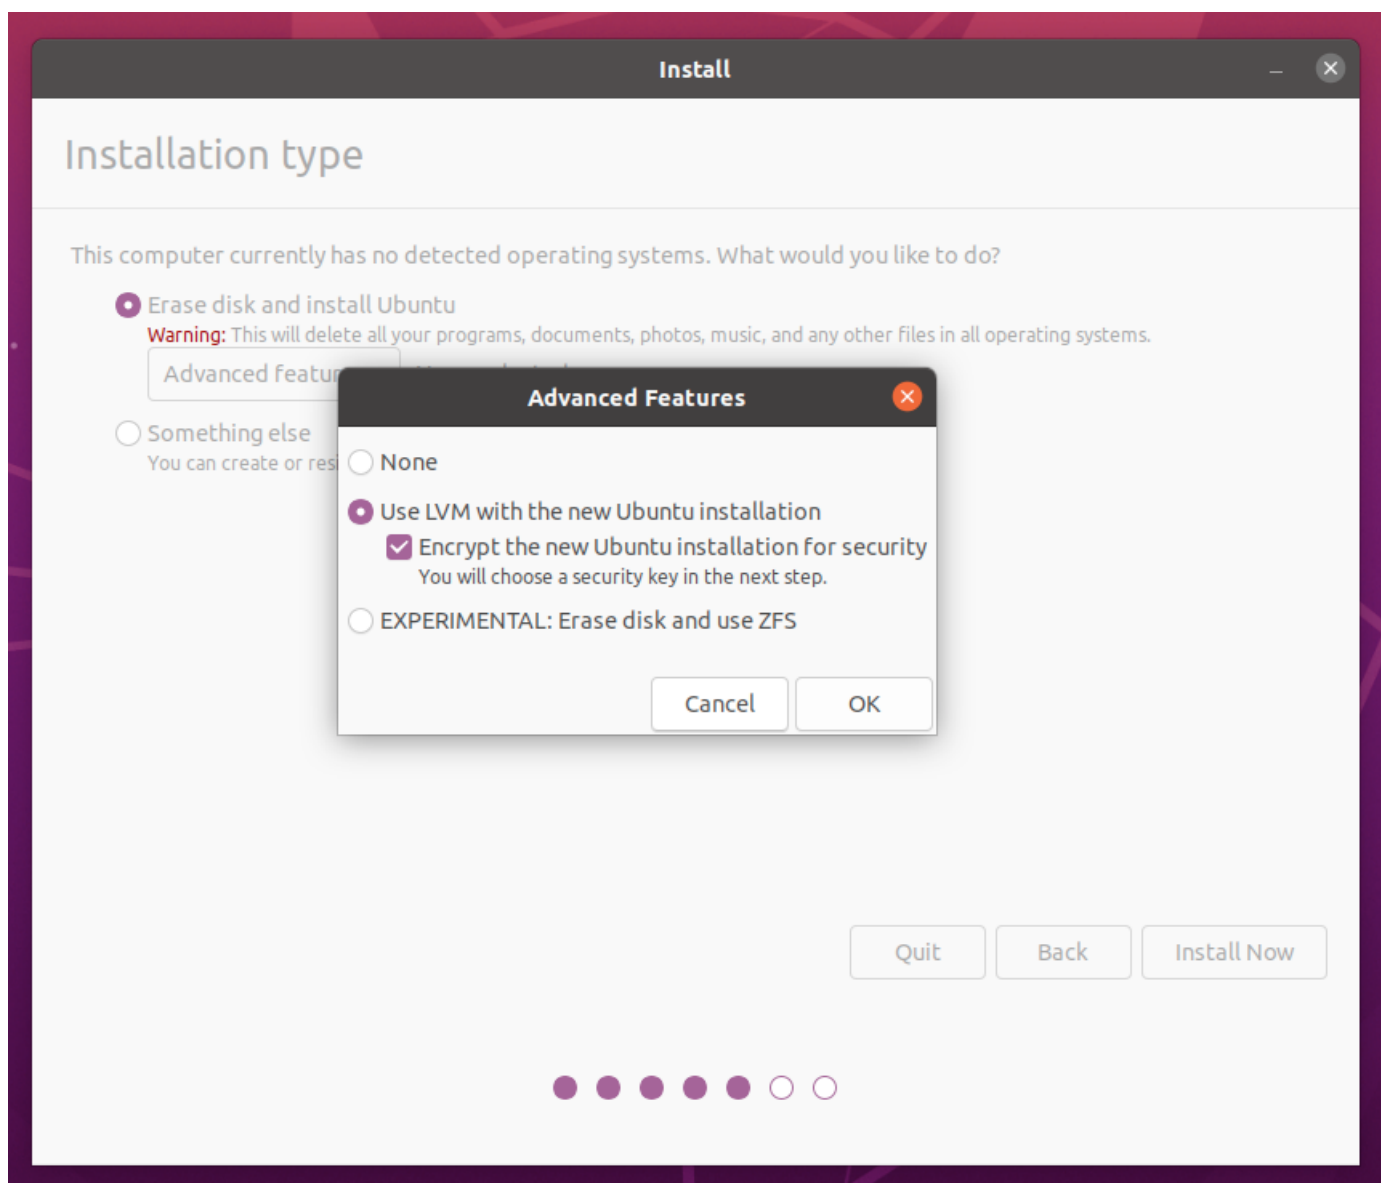 Install
Installation type
This computer currently has no detected operating systems. What would you like to do?
Erase disk and install Ubuntu
Warning: This will delete all your programs, documents, photos, music, and any other files in all operating systems.
Advanced featur
Something else
You can create or resi
Advanced Features
None
Use LVM with the new Ubuntu installation
Encrypt the new Ubuntu installation for security
You will choose a security key in the next step.
EXPERIMENTAL: Erase disk and use ZFS
Cancel OK
Quit Back Install Now